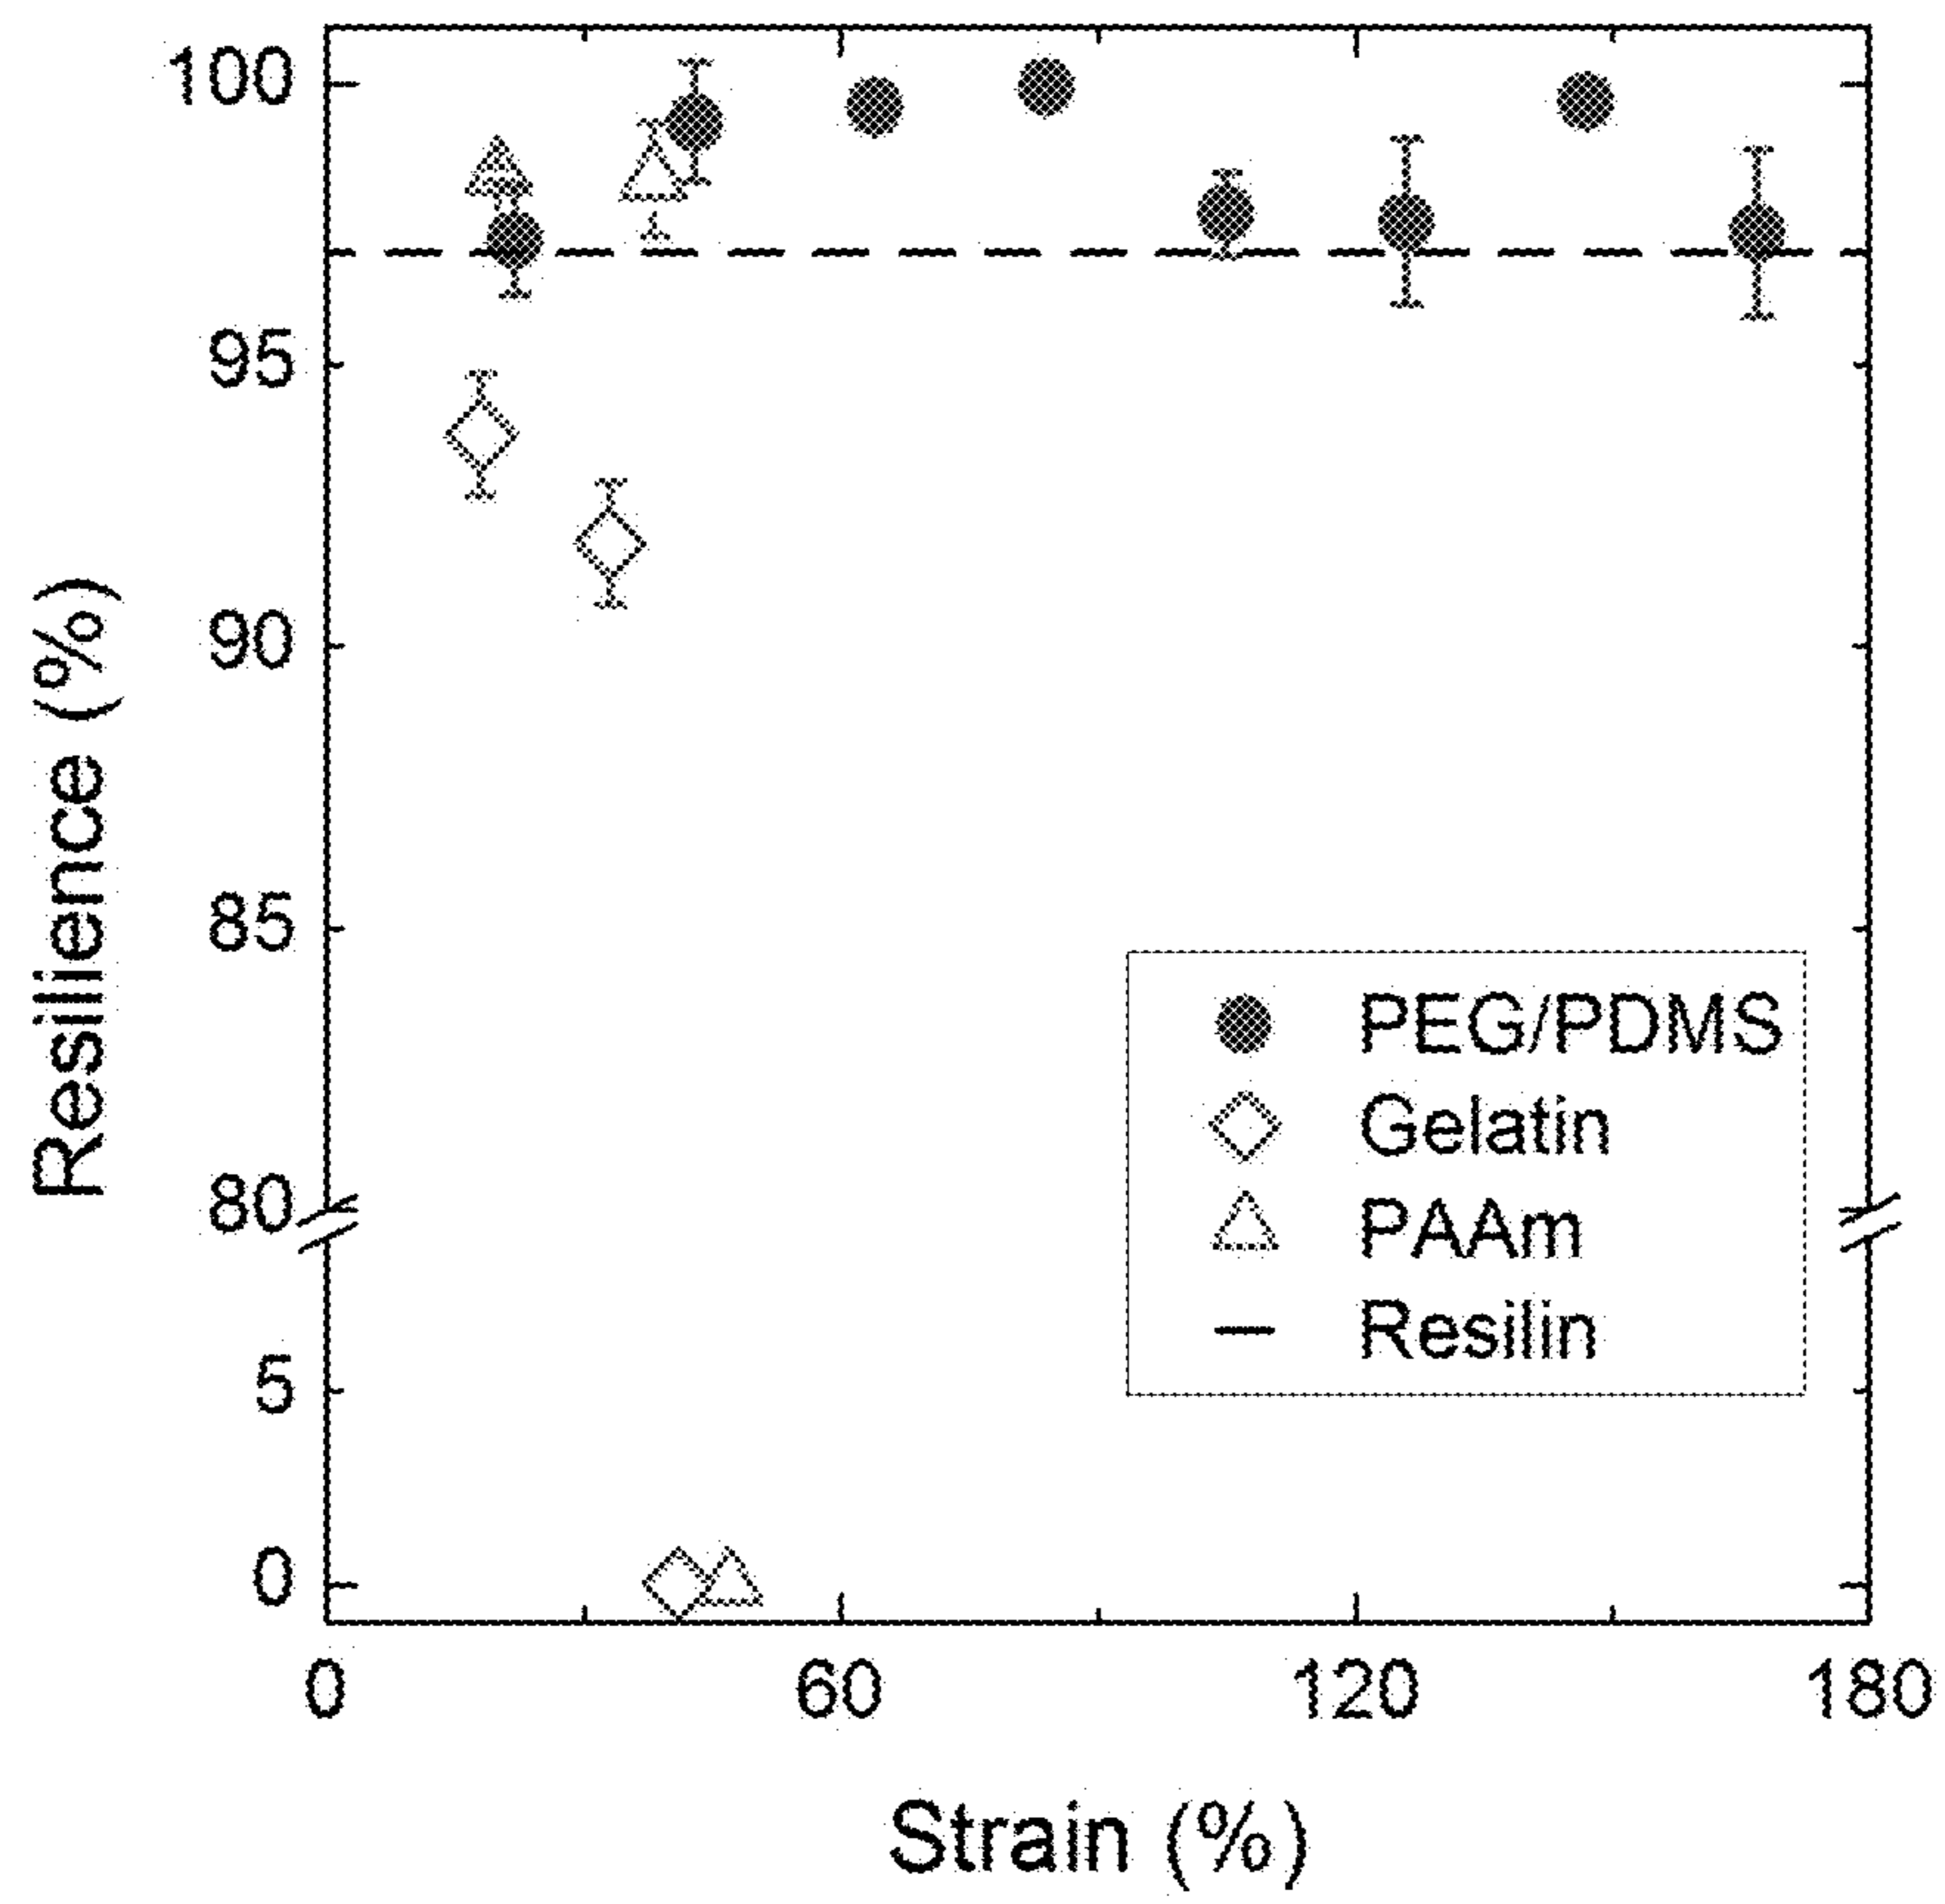 100
95
90
85
80
5
0
Resilience (%)
PEG/PDMS
Gelatin
PAAm
Resilin
0 60 120 180
Strain (%)